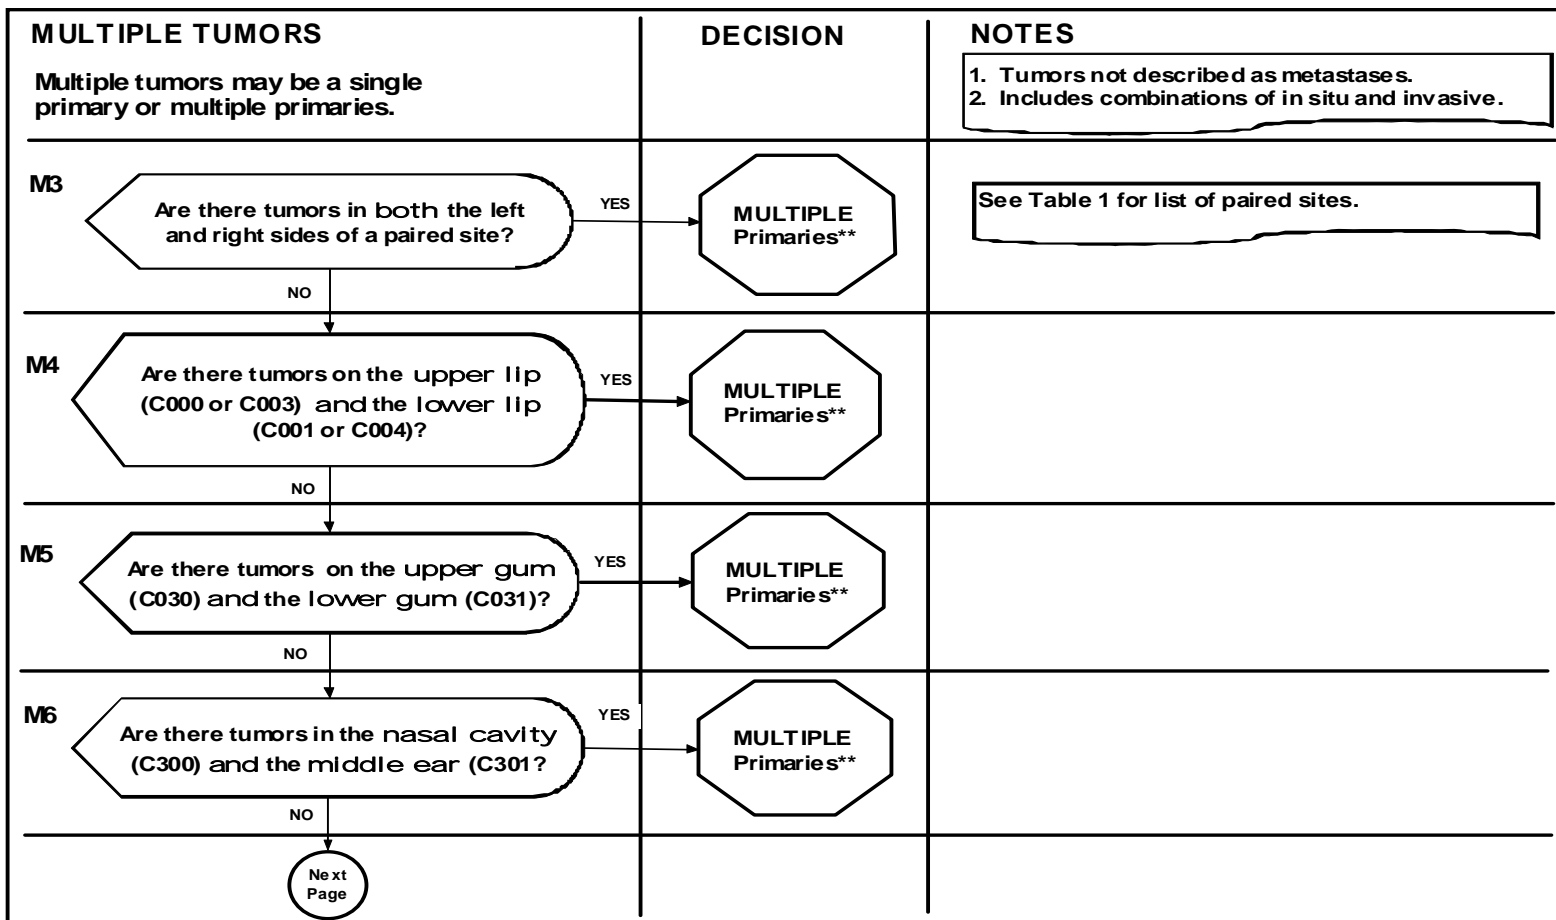 MULTIPLE TUMORS
DECISION
NOTES
Multiple tumors may be a single
primary or multiple primaries.
1. Tumors not described as metastases.
2. Includes combinations of in situ and invasive.
M3
Are there tumors in both the left
and right sides of a paired site?
YES
MULTIPLE
Primaries**
See Table 1 for list of paired sites.
NO
M4
Are there tumors on the upper lip
(C000 or C003) and the lower lip
(C001 or C004)?
YES
MULTIPLE
Primaries**
NO
M5
Are there tumors on the upper gum
(C030) and the lower gum (C031)?
YES
MULTIPLE
Primaries**
NO
M6
Are there tumors in the nasal cavity
(C300) and the middle ear (C301?
YES
MULTIPLE
Primaries**
NO
Next
Page